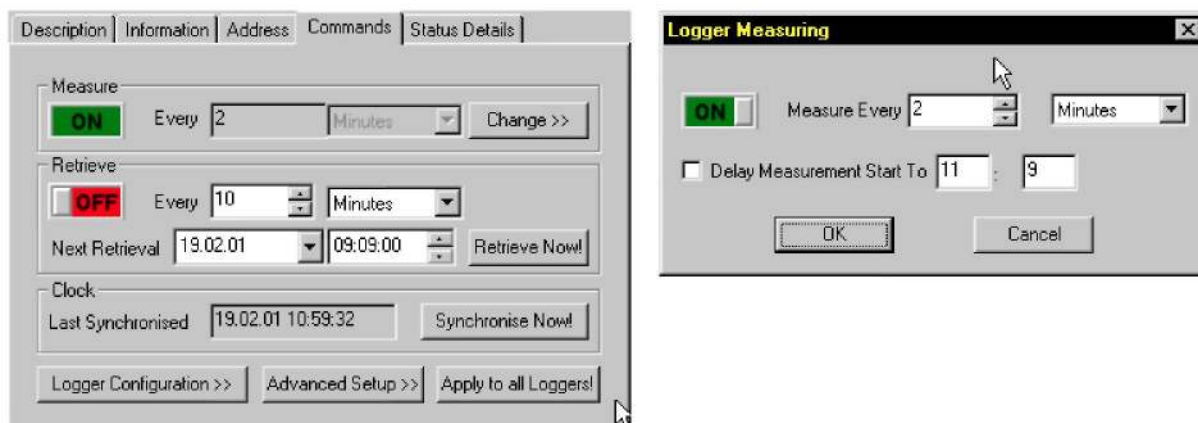 Description Information Address Commands Status Details
Measure
ON Every 2 Minutes Change >>
Retrieve
OFF Every 10 Minutes
Next Retrieval 19.02.01 09:09:00 Retrieve Now!
Clock
Last Synchronised 19.02.01 10:59:32 Synchronise Now!
Logger Configuration >> Advanced Setup >> Apply to all Loggers!
Logger Measuring
ON Measure Every 2 Minutes
Delay Measurement Start To 11 : 9
OK Cancel